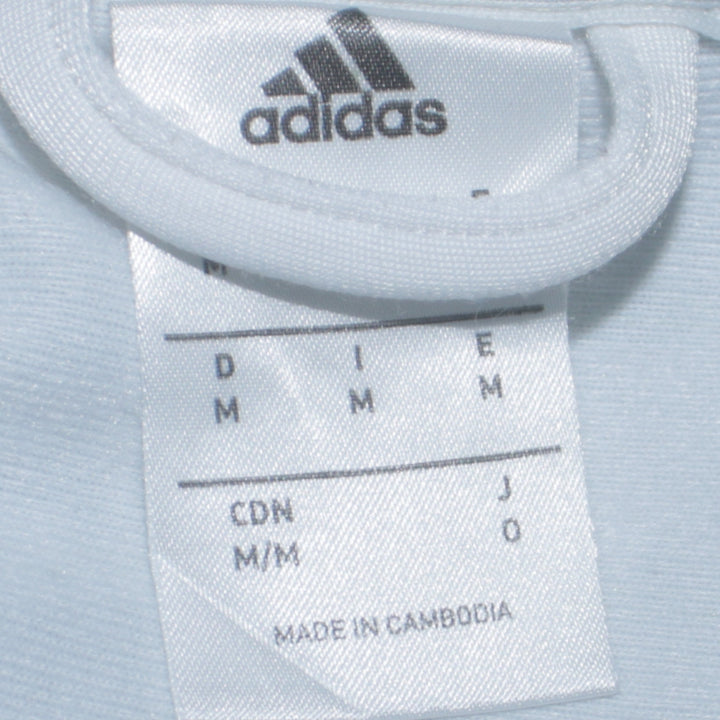 adidas
M
D I E
M M M
CDN J
M/M O
MADE IN CAMBODIA